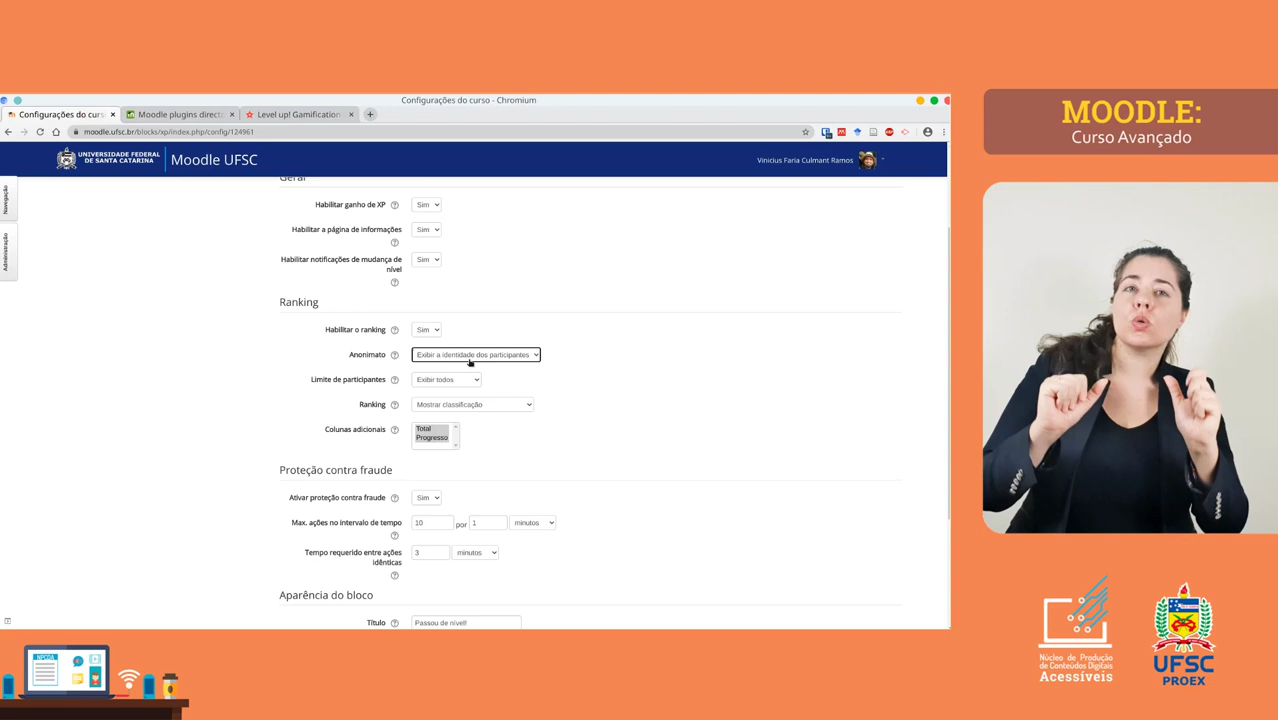 Configurações do curso - Chromium
Configurações do curs
Moodle plugins direct
Level up! Gamification
moodle.ufsc.br/blocks/xp/index.php/config/124961
UNIVERSIDADE FEDERAL
DE SANTA CATARINA
Moodle UFSC
Vinicius Faria Culmant Ramos
Navegação
Administração
Geral
Habilitar ganho de XP
Sim
Habilitar a página de informações
Sim
Habilitar notificações de mudança de
nível
Sim
Ranking
Habilitar o ranking
Sim
Anonimato
Exibir a identidade dos participantes
Limite de participantes
Exibir todos
Ranking
Mostrar classificação
Colunas adicionais
Total
Progresso
Proteção contra fraude
Ativar proteção contra fraude
Sim
Max. ações no intervalo de tempo
10 por 1 minutos
Tempo requerido entre ações
idênticas
3 minutos
Aparência do bloco
Título
Passou de nível!
MOODLE:
Curso Avançado
Núcleo de Produção
de Conteúdos Digitais
Acessíveis
UFSC
PROEX